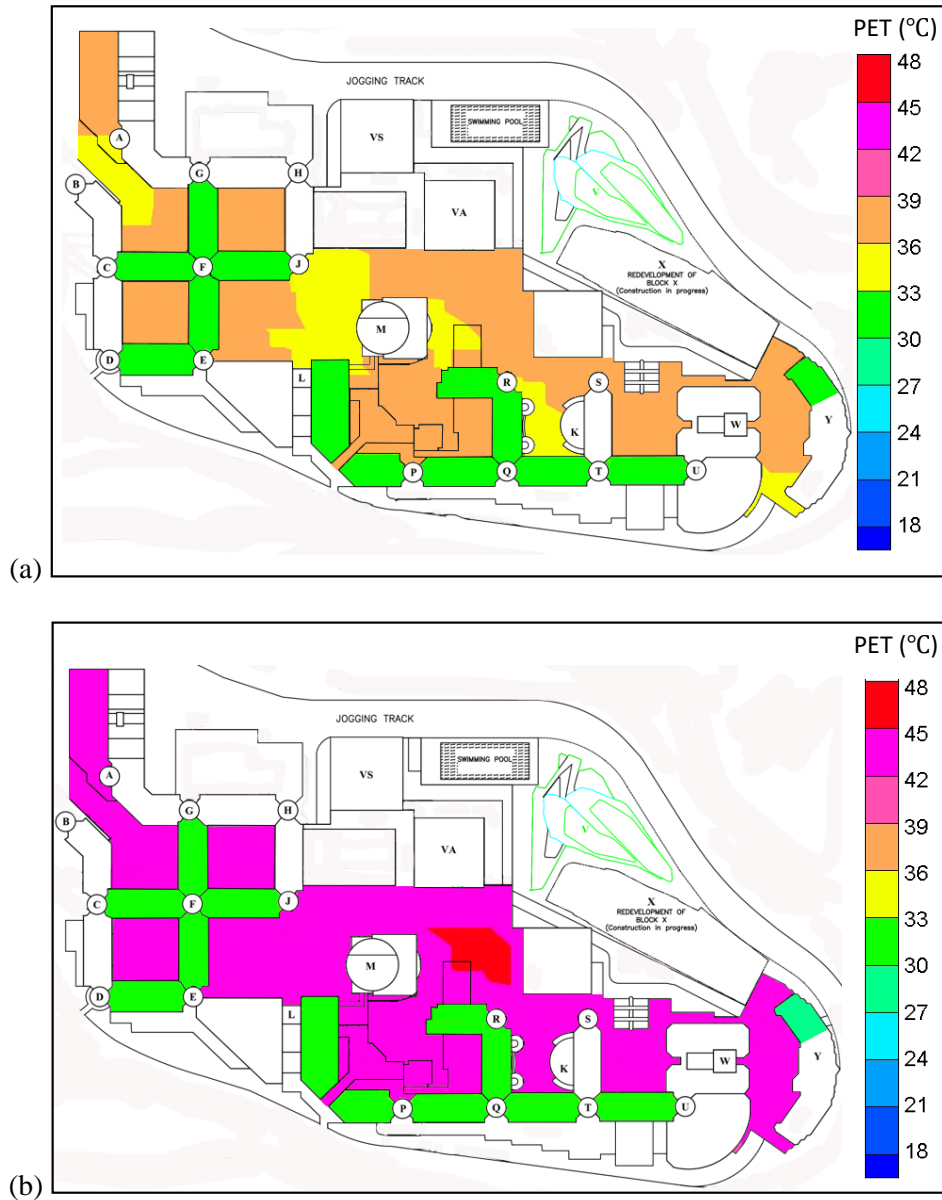 PET (°C)
48
45
42
39
36
33
30
27
24
21
18
JOGGING TRACK
VS
SWIMMING POOL
A
G
H
B
VA
V
C
F
J
X
REDEVELOPMENT OF
BLOCK X
(Construction in progress)
M
D
E
L
R
S
K
W
Y
P
Q
T
U
(a)
PET (°C)
48
45
42
39
36
33
30
27
24
21
18
JOGGING TRACK
VS
SWIMMING POOL
A
G
H
B
VA
V
C
F
J
X
REDEVELOPMENT OF
BLOCK X
(Construction in progress)
M
D
E
L
R
S
K
W
Y
P
Q
T
U
(b)